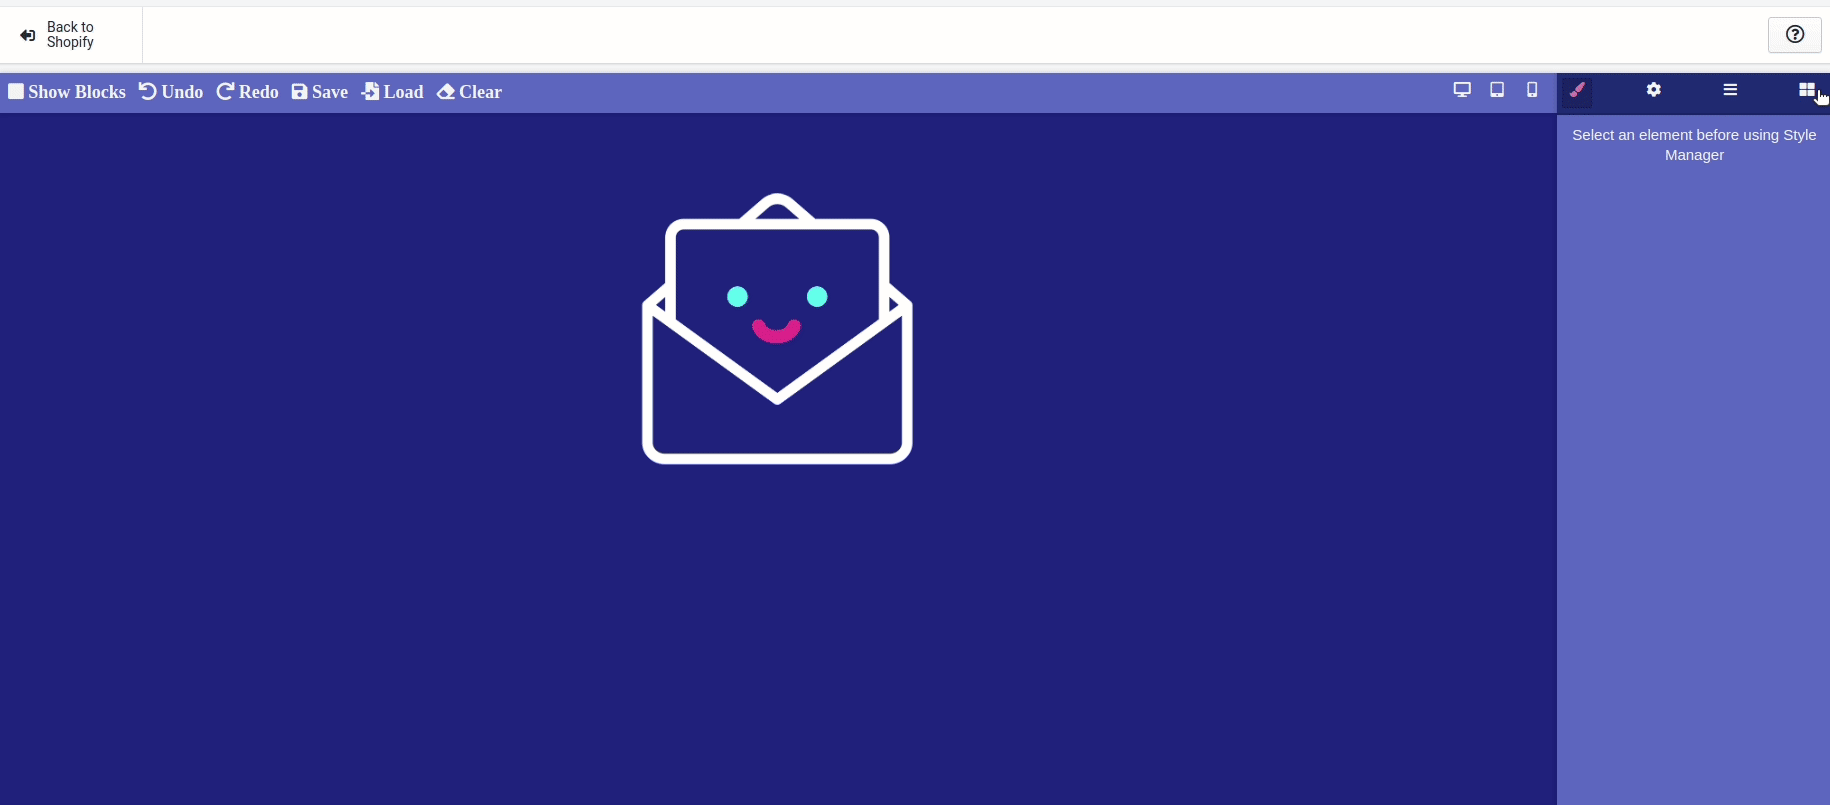 Back to
Shopify
Show Blocks Undo Redo Save Load Clear
Select an element before using Style
Manager